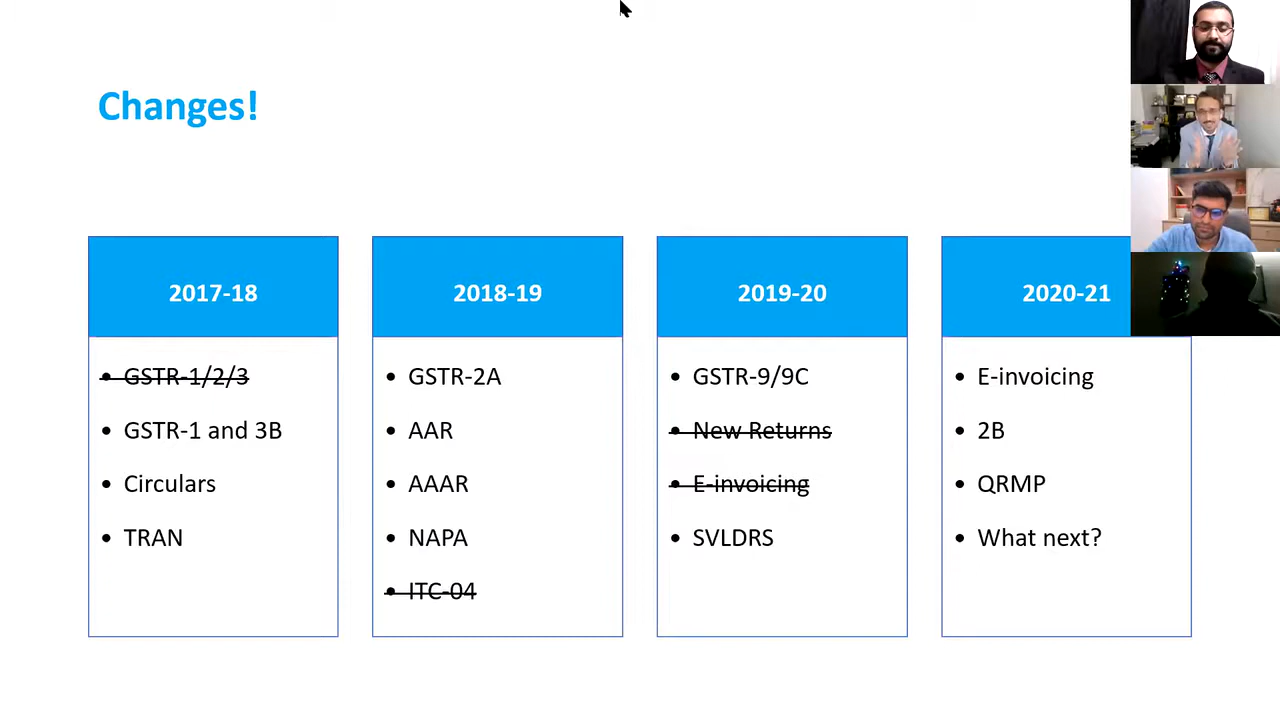 Changes!
2017-18
GSTR-1/2/3
GSTR-1 and 3B
Circulars
TRAN
2018-19
GSTR-2A
AAR
AAAR
NAPA
ITC-04
2019-20
GSTR-9/9C
New Returns
E-invoicing
SVLDRS
2020-21
E-invoicing
2B
QRMP
What next?